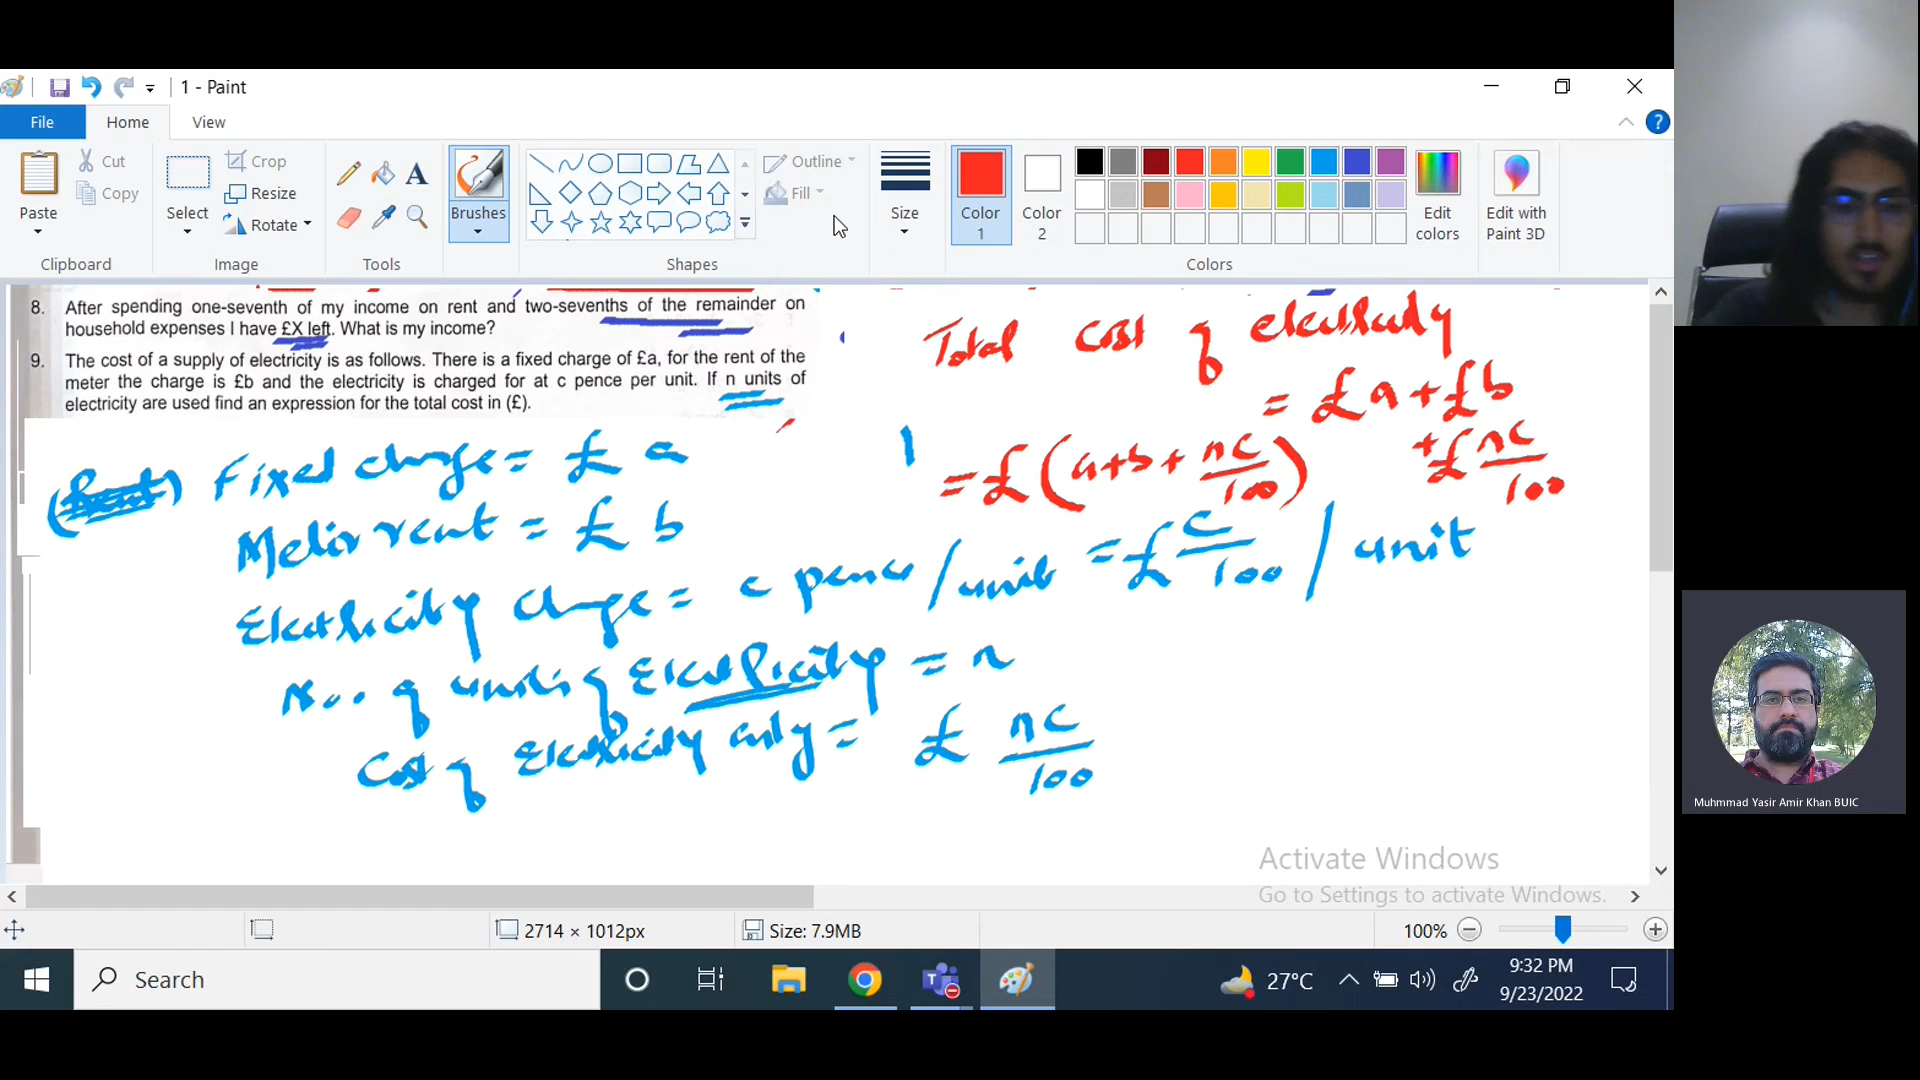 1 - Paint
File Home View
Cut
Copy
Paste
Clipboard
Crop
Resize
Rotate
Select
Image
Tools
Brushes
Shapes
Outline
Fill
Size
Color 1
Color 2
Colors
Edit colors
Edit with Paint 3D
8. After spending one-seventh of my income on rent and two-sevenths of the remainder on
household expenses I have £X left. What is my income?
9. The cost of a supply of electricity is as follows. There is a fixed charge of £a, for the rent of the
meter the charge is £b and the electricity is charged for at c pence per unit. If n units of
electricity are used find an expression for the total cost in (£).
Total cost of electricity
= £a + £b
+ £ nc/100
= £(a+b+ nc/100)
Fixed charge = £ a
Meter rent = £ b
Electricity charge = c pence/unit = £ c/100 / unit
No. of units of Electricity = n
Cost of Electricity only = £ nc/100
Activate Windows
Go to Settings to activate Windows.
2714 × 1012px
Size: 7.9MB
100%
Search
27°C
9:32 PM
9/23/2022
Muhmmad Yasir Amir Khan BUIC